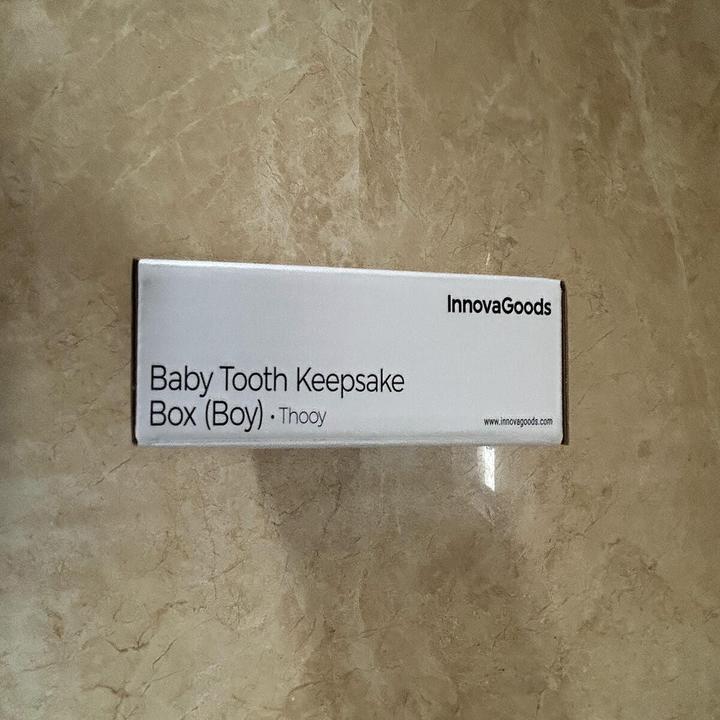 InnovaGoods
Baby Tooth Keepsake
Box (Boy) • Thooy
www.innovagoods.com